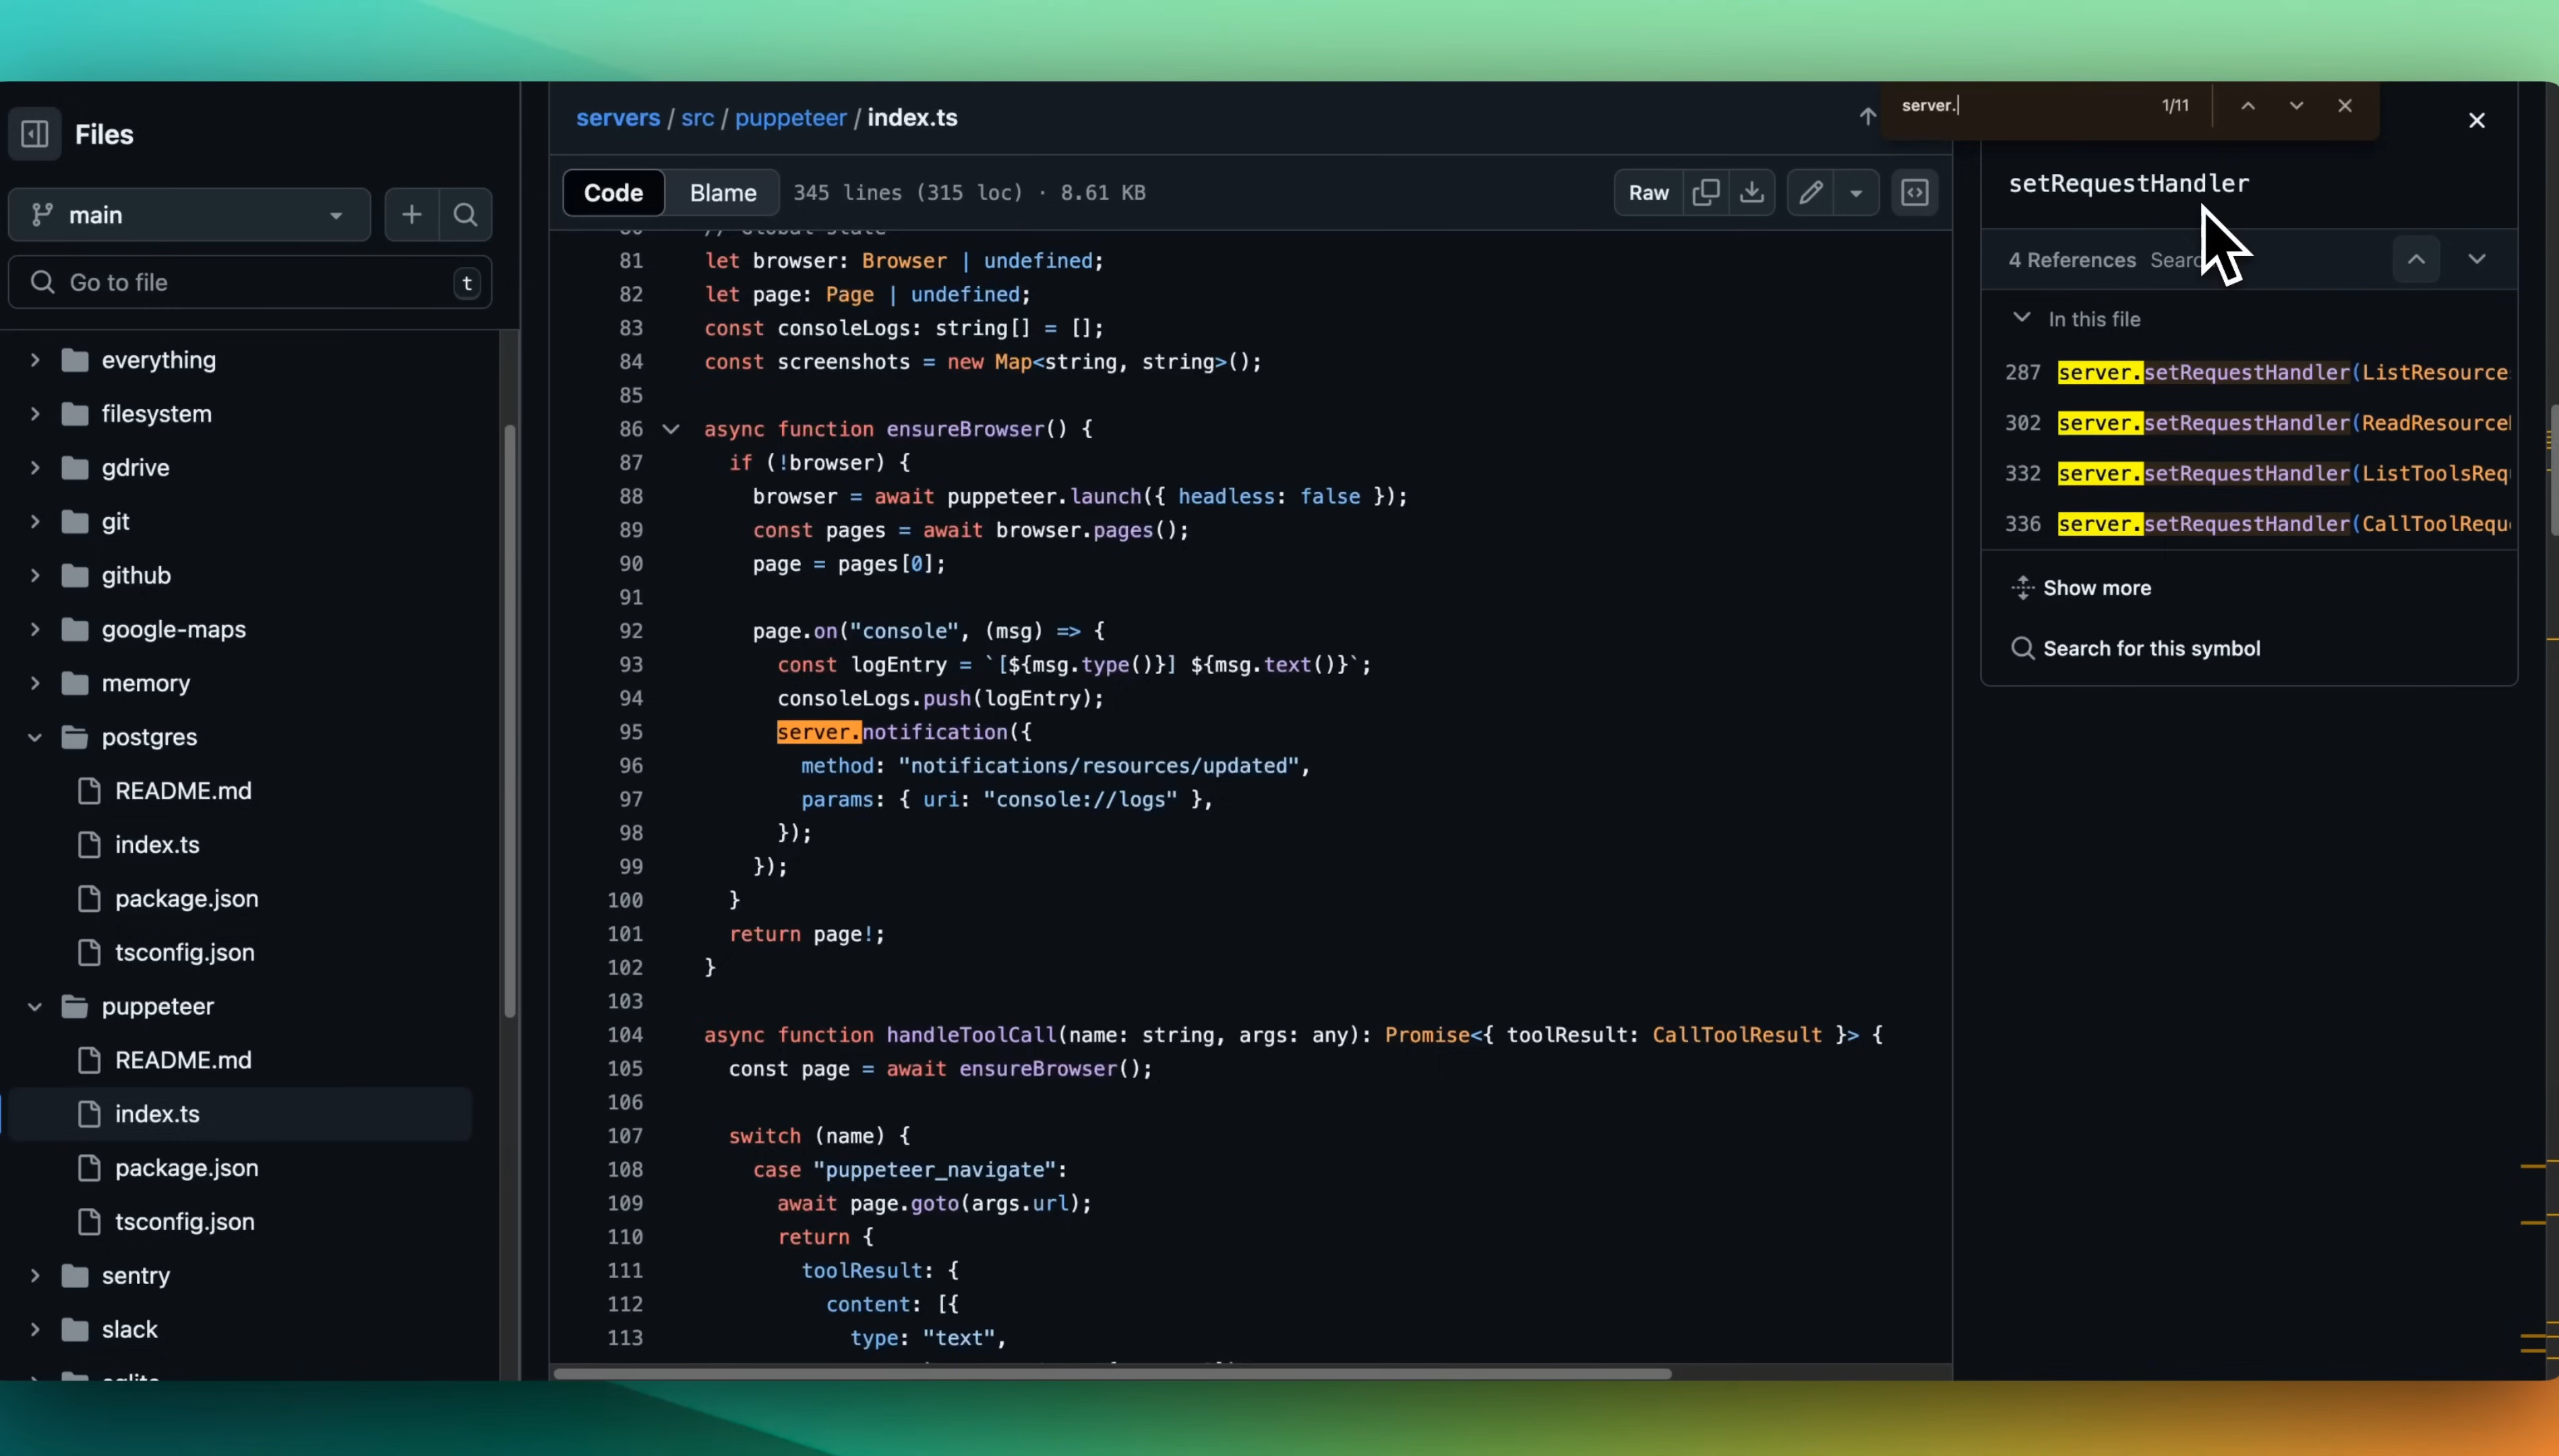 Files
main
Go to file
t
everything
filesystem
gdrive
git
github
google-maps
memory
postgres
README.md
index.ts
package.json
tsconfig.json
puppeteer
README.md
index.ts
package.json
tsconfig.json
sentry
slack
servers / src / puppeteer / index.ts
Code Blame 345 lines (315 loc) · 8.61 KB Raw
81 let browser: Browser | undefined;
82 let page: Page | undefined;
83 const consoleLogs: string[] = [];
84 const screenshots = new Map<string, string>();
85
86 async function ensureBrowser() {
87 if (!browser) {
88 browser = await puppeteer.launch({ headless: false });
89 const pages = await browser.pages();
90 page = pages[0];
91
92 page.on("console", (msg) => {
93 const logEntry = `[${msg.type()}] ${msg.text()}`;
94 consoleLogs.push(logEntry);
95 server.notification({
96 method: "notifications/resources/updated",
97 params: { uri: "console://logs" },
98 });
99 });
100 }
101 return page!;
102 }
103
104 async function handleToolCall(name: string, args: any): Promise<{ toolResult: CallToolResult }> {
105 const page = await ensureBrowser();
106
107 switch (name) {
108 case "puppeteer_navigate":
109 await page.goto(args.url);
110 return {
111 toolResult: {
112 content: [{
113 type: "text",
server. 1/11
setRequestHandler
4 References
In this file
287 server.setRequestHandler(ListResource
302 server.setRequestHandler(ReadResource
332 server.setRequestHandler(ListToolsReq
336 server.setRequestHandler(CallToolRequ
Show more
Search for this symbol